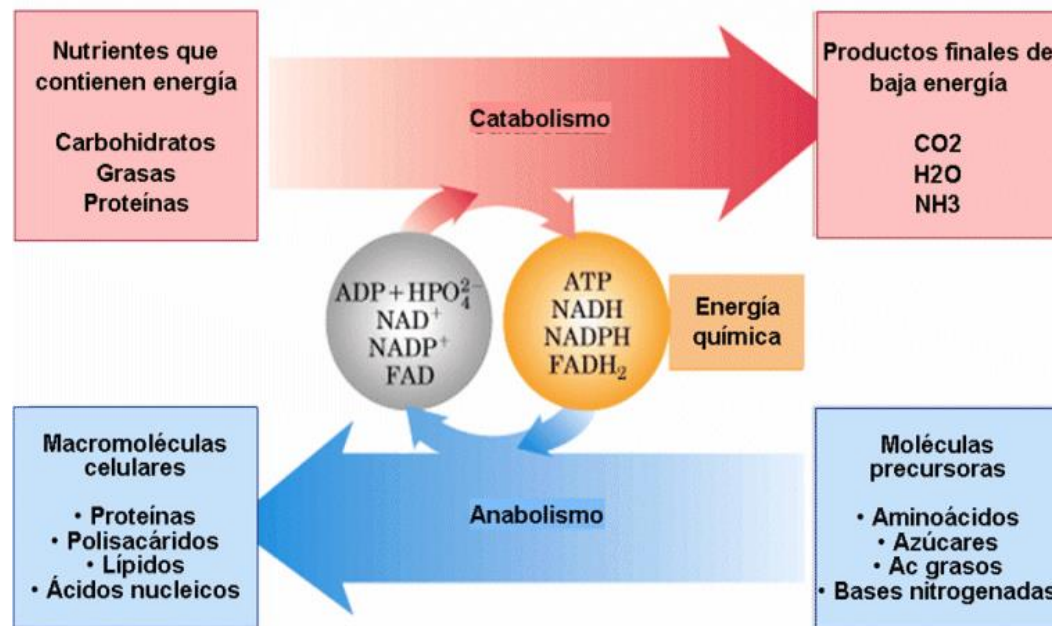 Nutrientes que
contienen energía
Carbohidratos
Grasas
Proteínas
Catabolismo
Productos finales de
baja energía
CO2
H2O
NH3
ADP+HPO₄²⁻
NAD⁺
NADP⁺
FAD
ATP
NADH
NADPH
FADH₂
Energía
química
Macromoléculas
celulares
• Proteínas
• Polisacáridos
• Lípidos
• Ácidos nucleicos
Anabolismo
Moléculas
precursoras
• Aminoácidos
• Azúcares
• Ac grasos
• Bases nitrogenadas